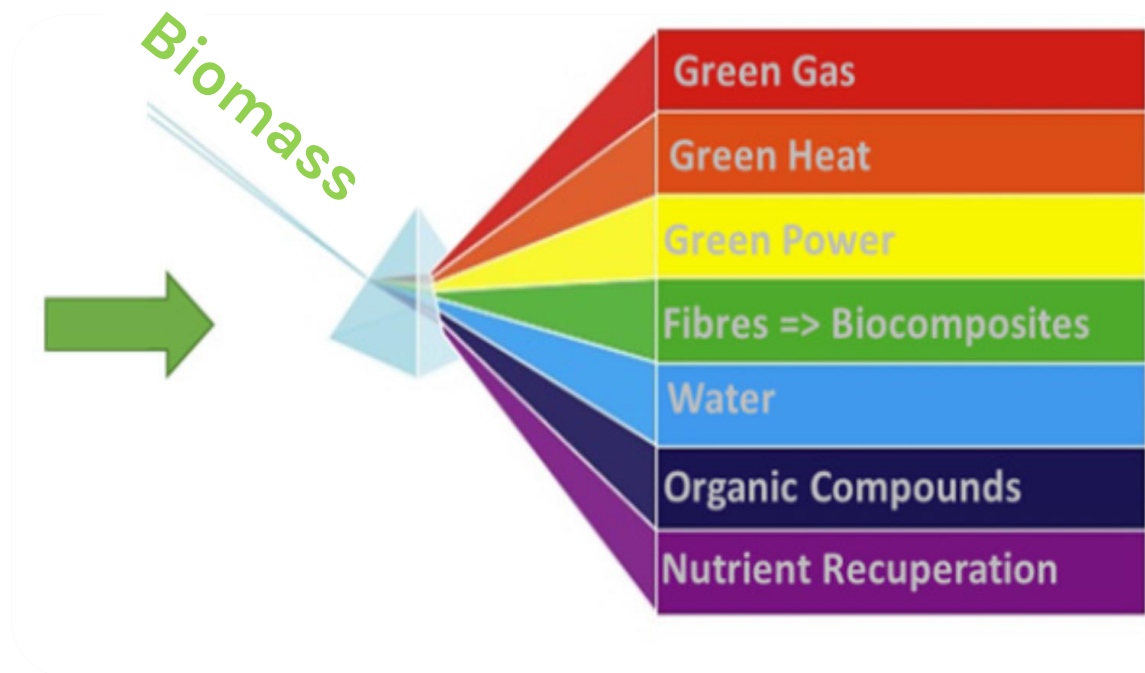 Biomass
Green Gas
Green Heat
Green Power
Fibres => Biocomposites
Water
Organic Compounds
Nutrient Recuperation